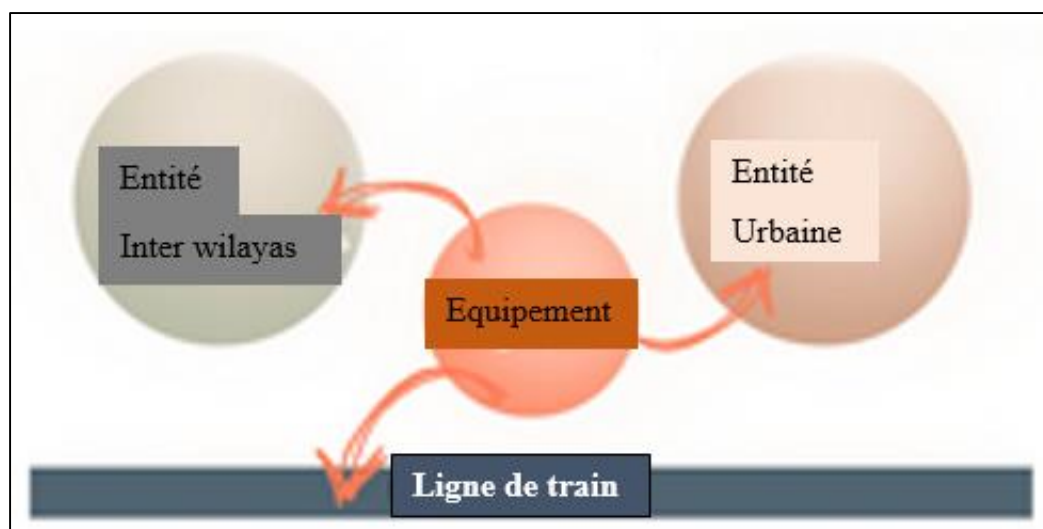 Entité
Inter wilayas
Entité
Urbaine
Equipement
Ligne de train